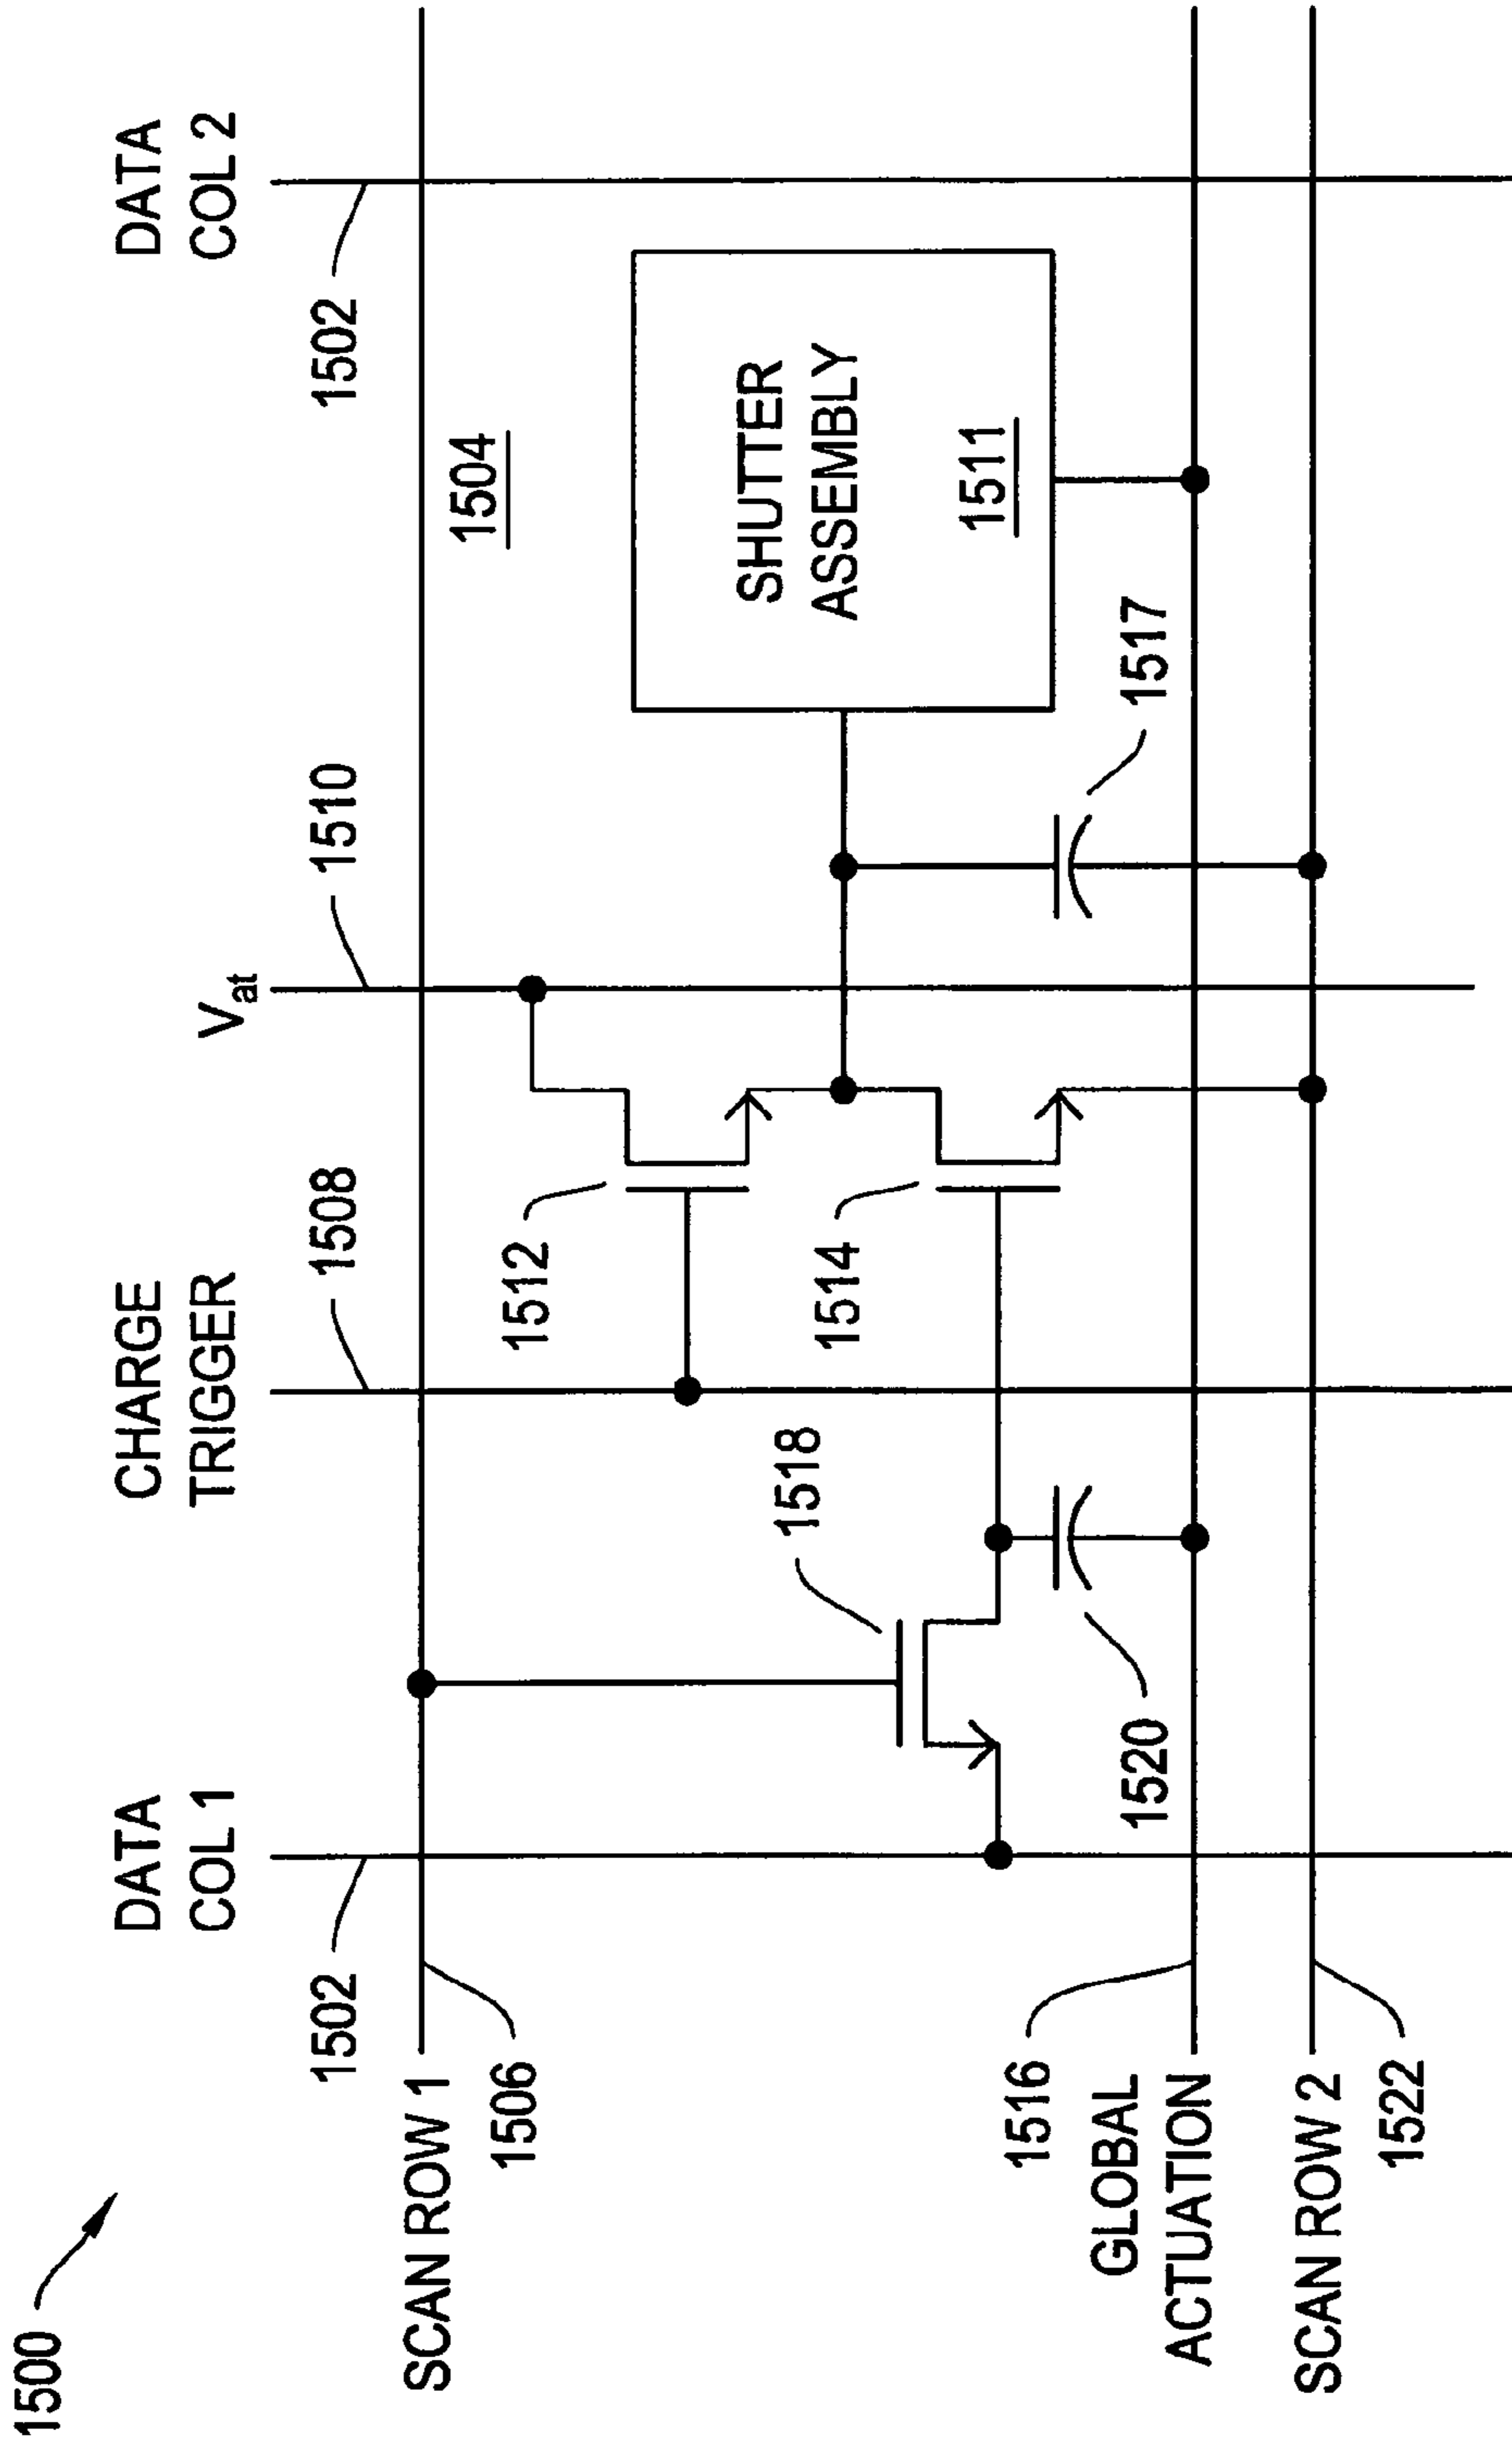 1500
DATA
COL 1
CHARGE
TRIGGER
Vat
DATA
COL 2
1502
1508
1510
1502
SCAN ROW 1
1506
1504
1512
SHUTTER
ASSEMBLY
1511
1518
1514
1517
1520
1516
GLOBAL
ACTUATION
SCAN ROW 2
1522